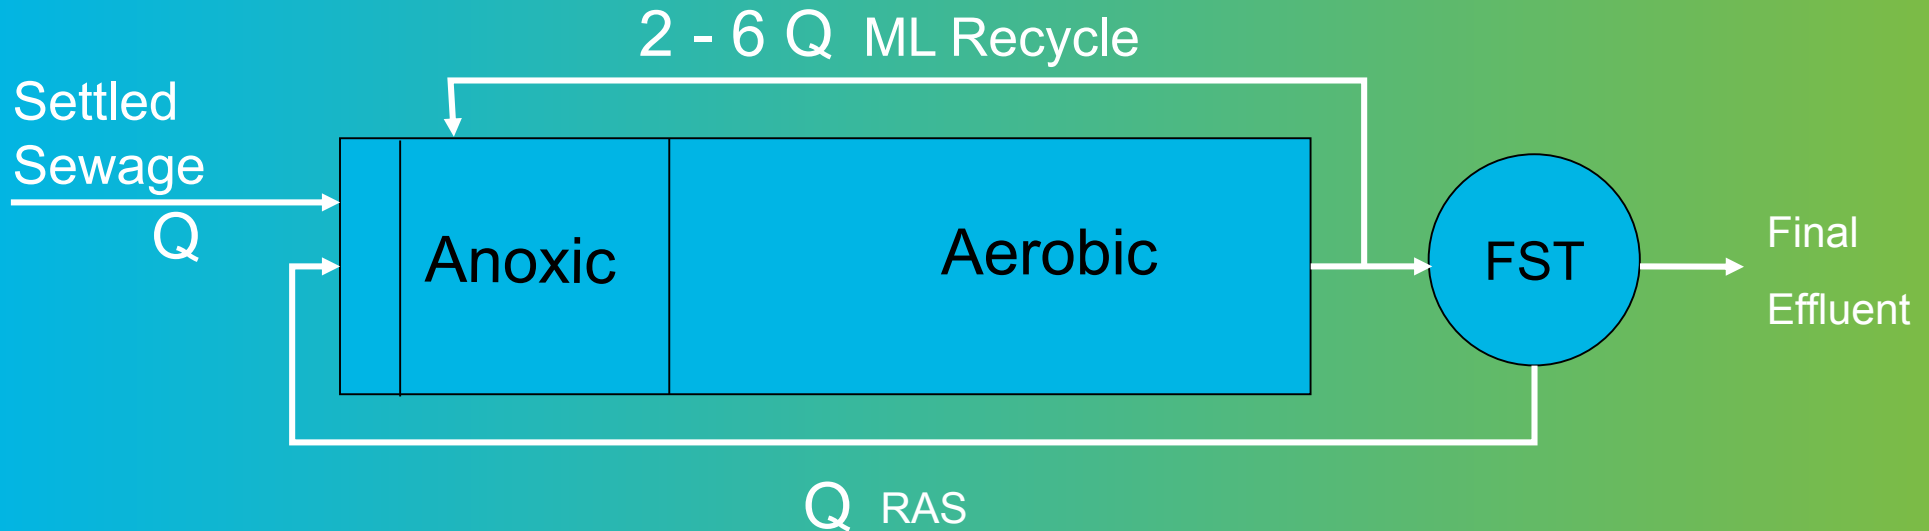 2 - 6 Q ML Recycle
Settled
Sewage
Q
Anoxic
Aerobic
FST
Final
Effluent
Q RAS